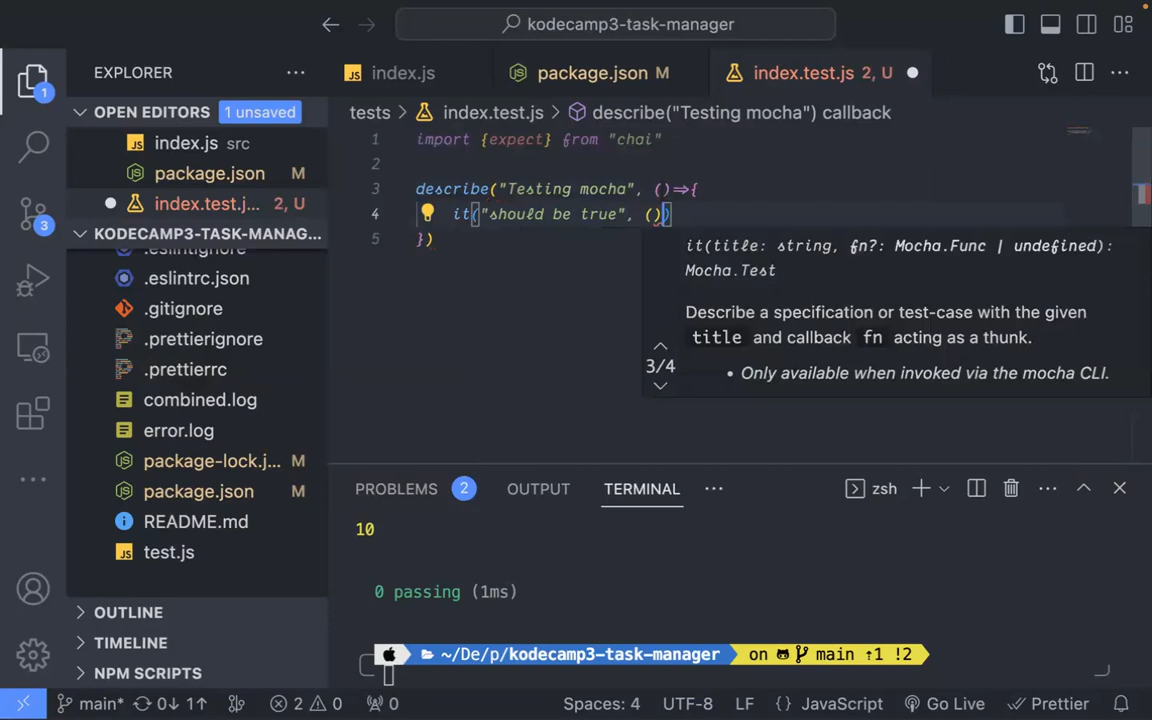 kodecamp3-task-manager
EXPLORER
JS index.js
package.json M
index.test.js 2, U
OPEN EDITORS 1 unsaved
tests > index.test.js > describe("Testing mocha") callback
JS index.js src
package.json M
index.test.j... 2, U
KODECAMP3-TASK-MANAG...
.eslintrc.json
.gitignore
.prettierignore
.prettierrc
combined.log
error.log
package-lock.j... M
package.json M
README.md
JS test.js
OUTLINE
TIMELINE
NPM SCRIPTS
1 import {expect} from "chai"
2
3 describe("Testing mocha", ()=>{
4 it("should be true", ())
5 })
it(title: string, fn?: Mocha.Func | undefined):
Mocha.Test
Describe a specification or test-case with the given
title and callback fn acting as a thunk.
3/4
• Only available when invoked via the mocha CLI.
PROBLEMS 2 OUTPUT TERMINAL ... zsh
10
0 passing (1ms)
~/De/p/kodecamp3-task-manager on main ↑1 !2
main* 0↓ 1↑ 2 0 0 Spaces: 4 UTF-8 LF {} JavaScript Go Live Prettier
1
3